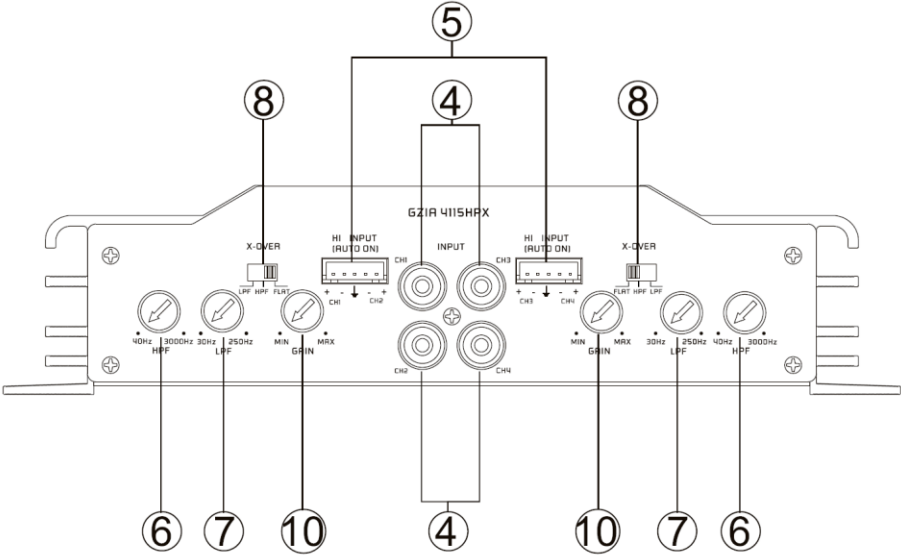 5
8
4
8
GZIA 4115HPX
HI INPUT
(AUTO ON)
INPUT
HI INPUT
(AUTO ON)
X-OVER
X-OVER
CH1
CH3
LPF HPF FLAT
+ - - +
CH1 CH2
+ - - +
CH3 CH4
FLAT HPF LPF
40Hz 3000Hz
HPF
30Hz 250Hz
LPF
MIN MAX
GAIN
CH2
CH4
MIN MAX
GAIN
30Hz 250Hz
LPF
40Hz 3000Hz
HPF
6
7
10
4
10
7
6